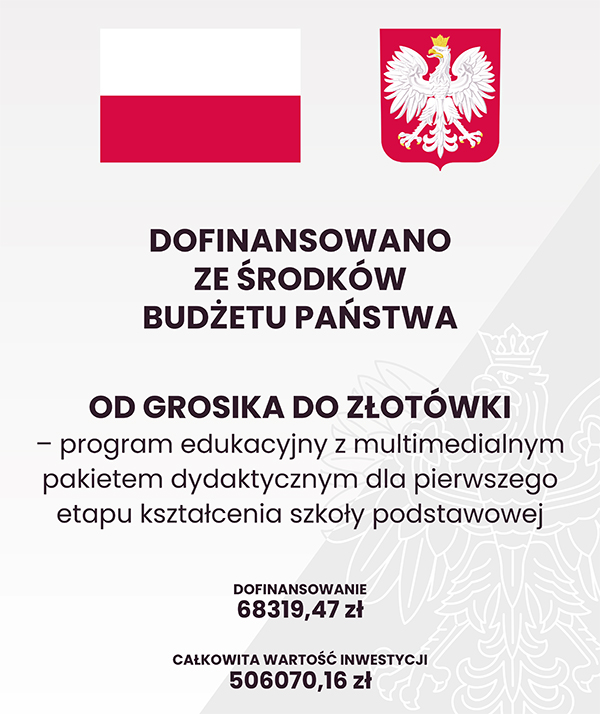 DOFINANSOWANO
ZE ŚRODKÓW
BUDŻETU PAŃSTWA
OD GROSIKA DO ZŁOTÓWKI
– program edukacyjny z multimedialnym
pakietem dydaktycznym dla pierwszego
etapu kształcenia szkoły podstawowej
DOFINANSOWANIE
68319,47 zł
CAŁKOWITA WARTOŚĆ INWESTYCJI
506070,16 zł